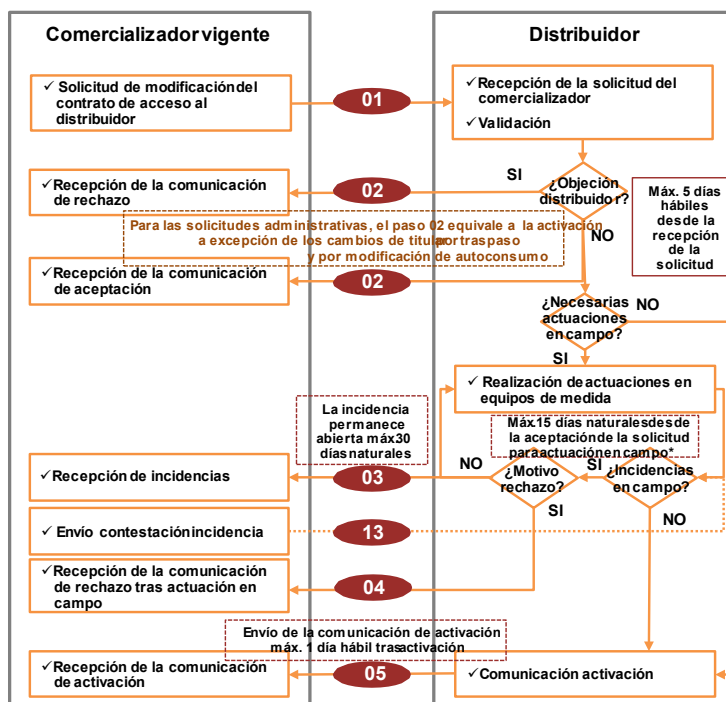 Comercializador vigente
Distribuidor
✓ Solicitud de modificación del
contrato de acceso al
distribuidor
01
✓ Recepción de la solicitud del
comercializador
✓ Validación
SI
¿Objeción
distribuidor?
NO
Máx. 5 días
hábiles
desde la
recepción
de la
solicitud
✓ Recepción de la comunicación
de rechazo
02
Para las solicitudes administrativas, el paso 02 equivale a la activación
a excepción de los cambios de titular por traspaso
y por modificación de autoconsumo
✓ Recepción de la comunicación
de aceptación
02
¿Necesarias
actuaciones
en campo?
NO
SI
✓ Realización de actuaciones en
equipos de medida
La incidencia
permanece
abierta máx 30
días naturales
Máx. 15 días naturales desde
de la aceptación de la solicitud
para actuación en campo*
✓ Recepción de incidencias
03
NO
¿Motivo
rechazo?
SI
¿Incidencias
en campo?
SI
NO
✓ Envío contestación incidencia
13
✓ Recepción de la comunicación
de rechazo tras actuación en
campo
04
Envío de la comunicación de activación
máx. 1 día hábil tras activación
✓ Recepción de la comunicación
de activación
05
✓ Comunicación activación